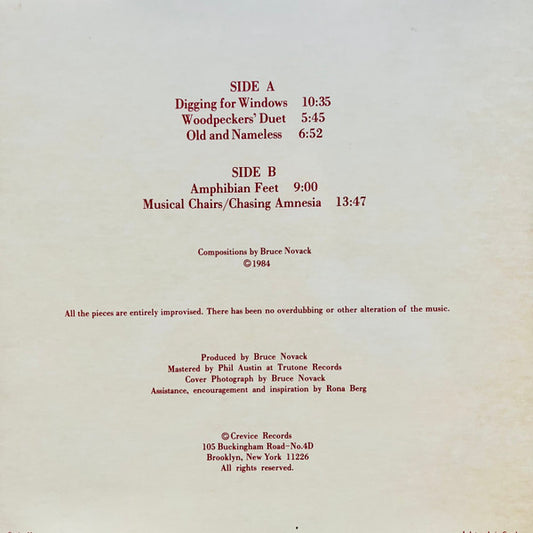 SIDE A
Digging for Windows 10:35
Woodpeckers' Duet 5:45
Old and Nameless 6:52
SIDE B
Amphibian Feet 9:00
Musical Chairs/Chasing Amnesia 13:47
Compositions by Bruce Novack
©1984
All the pieces are entirely improvised. There has been no overdubbing or other alteration of the music.
Produced by Bruce Novack
Mastered by Phil Austin at Trutone Records
Cover Photograph by Bruce Novack
Assistance, encouragement and inspiration by Rona Berg
© Crevice Records
105 Buckingham Road–No.4D
Brooklyn, New York 11226
All rights reserved.